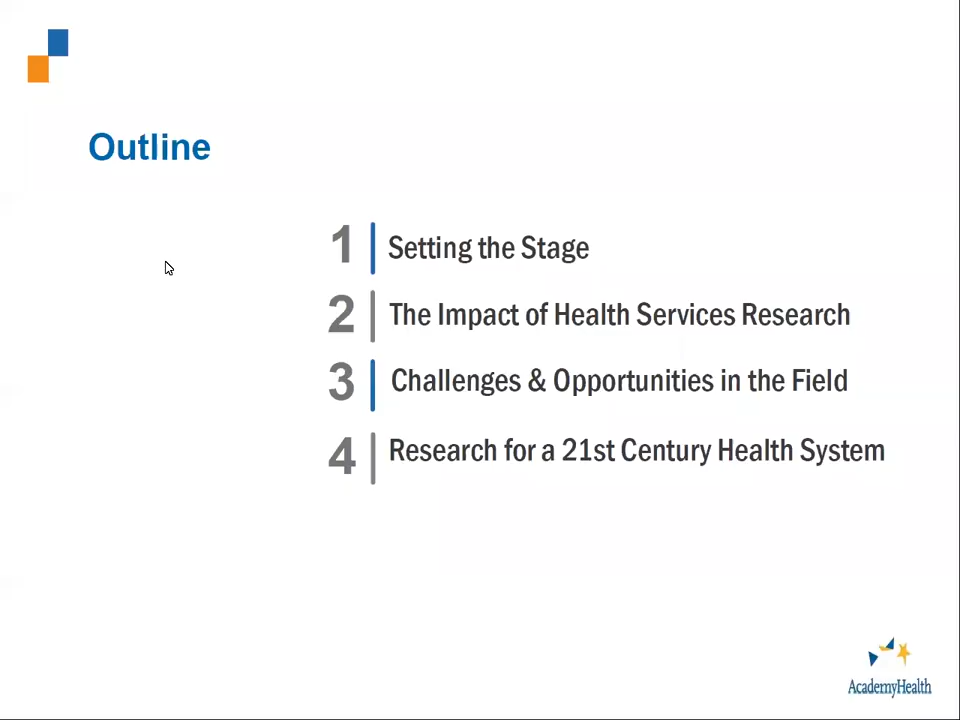 Outline
1 Setting the Stage
2 The Impact of Health Services Research
3 Challenges & Opportunities in the Field
4 Research for a 21st Century Health System
AcademyHealth